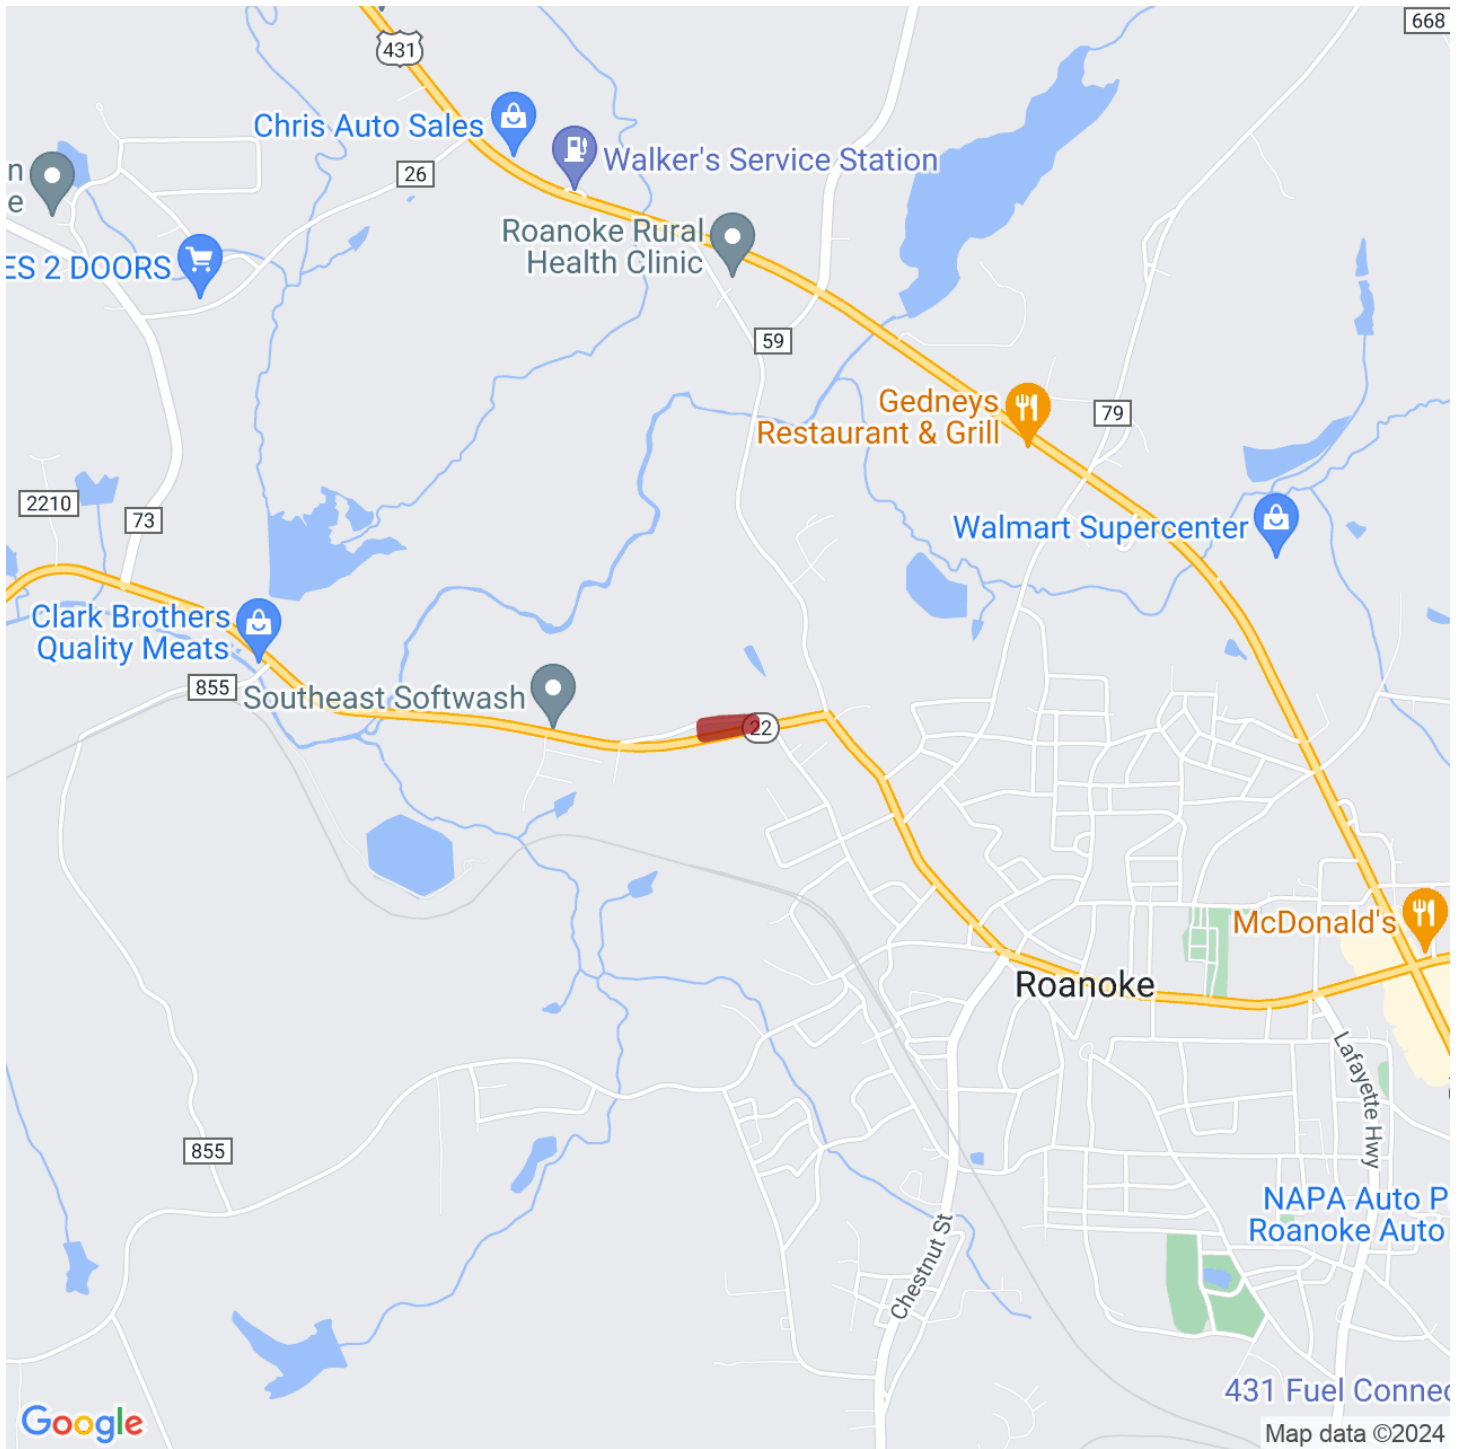 668
431
Chris Auto Sales
Walker's Service Station
26
n
e
Roanoke Rural
Health Clinic
ES 2 DOORS
59
Gedneys
Restaurant & Grill
79
2210
73
Walmart Supercenter
Clark Brothers
Quality Meats
855
Southeast Softwash
22
McDonald's
Roanoke
Lafayette Hwy
855
NAPA Auto P
Roanoke Auto
Chestnut St
431 Fuel Connec
Google
Map data ©2024